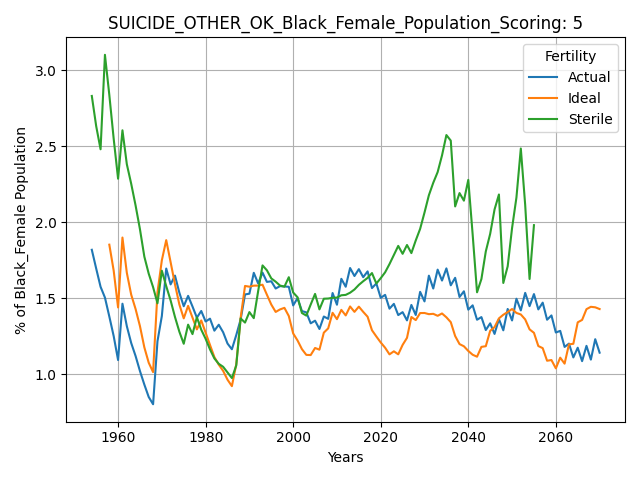 SUICIDE_OTHER_OK_Black_Female_Population_Scoring: 5
Fertility
Actual
Ideal
Sterile
% of Black_Female Population
3.0
2.5
2.0
1.5
1.0
1960
1980
2000
2020
2040
2060
Years